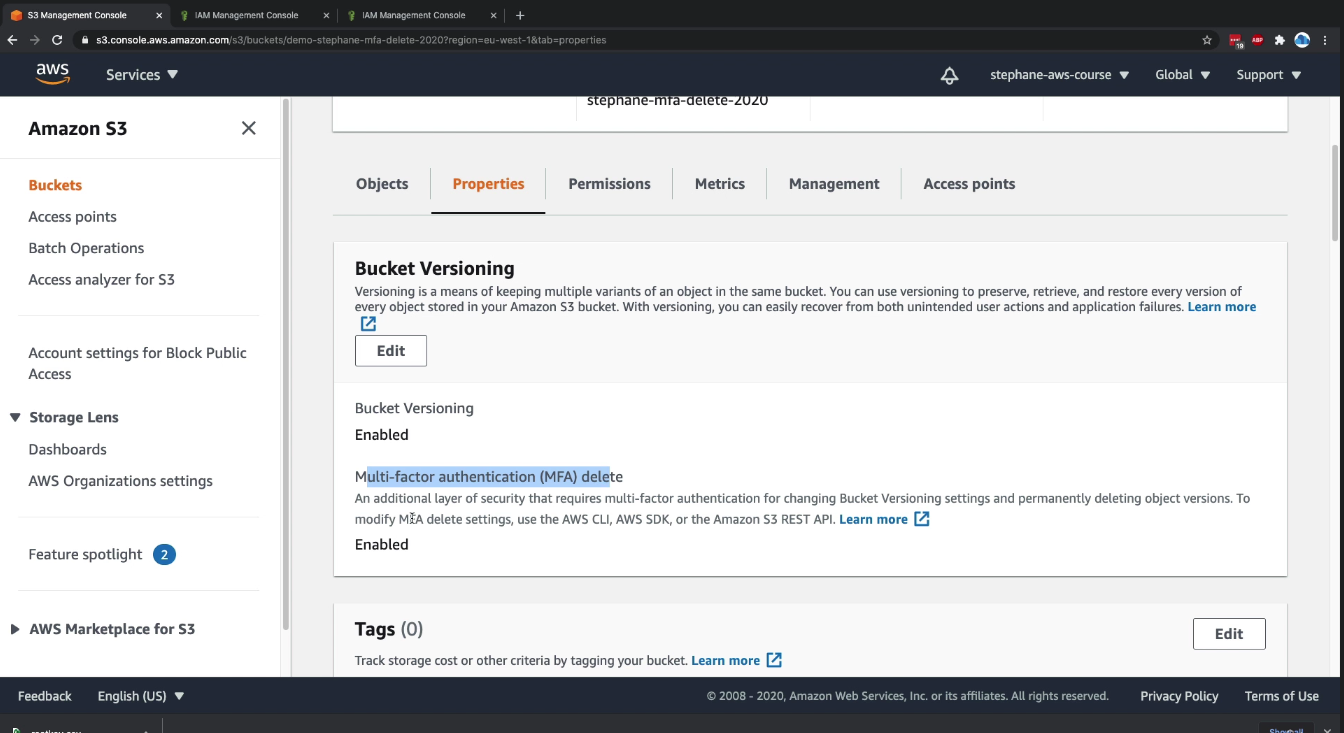 S3 Management Console
IAM Management Console
IAM Management Console
s3.console.aws.amazon.com/s3/buckets/demo-stephane-mfa-delete-2020?region=eu-west-1&tab=properties
19
ABP
aws
Services
stephane-aws-course
Global
Support
Amazon S3
Buckets
Access points
Batch Operations
Access analyzer for S3
Account settings for Block Public
Access
Storage Lens
Dashboards
AWS Organizations settings
Feature spotlight 2
AWS Marketplace for S3
stephane-mfa-delete-2020
Objects
Properties
Permissions
Metrics
Management
Access points
Bucket Versioning
Versioning is a means of keeping multiple variants of an object in the same bucket. You can use versioning to preserve, retrieve, and restore every version of
every object stored in your Amazon S3 bucket. With versioning, you can easily recover from both unintended user actions and application failures. Learn more
Edit
Bucket Versioning
Enabled
Multi-factor authentication (MFA) delete
An additional layer of security that requires multi-factor authentication for changing Bucket Versioning settings and permanently deleting object versions. To
modify MFA delete settings, use the AWS CLI, AWS SDK, or the Amazon S3 REST API. Learn more
Enabled
Tags (0)
Edit
Track storage cost or other criteria by tagging your bucket. Learn more
Feedback
English (US)
© 2008 - 2020, Amazon Web Services, Inc. or its affiliates. All rights reserved.
Privacy Policy
Terms of Use